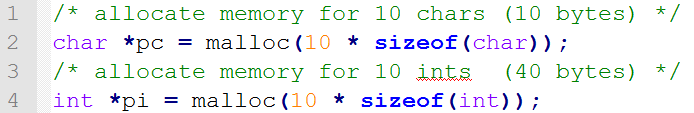 1 /* allocate memory for 10 chars (10 bytes) */
2 char *pc = malloc(10 * sizeof(char));
3 /* allocate memory for 10 ints  (40 bytes) */
4 int *pi = malloc(10 * sizeof(int));